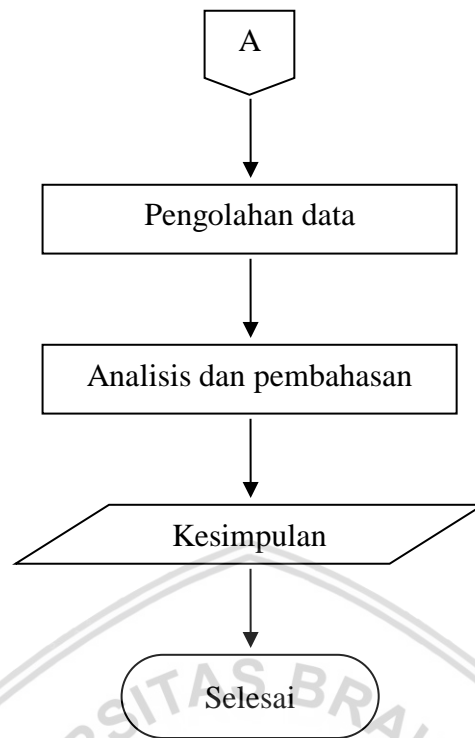 A
Pengolahan data
Analisis dan pembahasan
Kesimpulan
Selesai